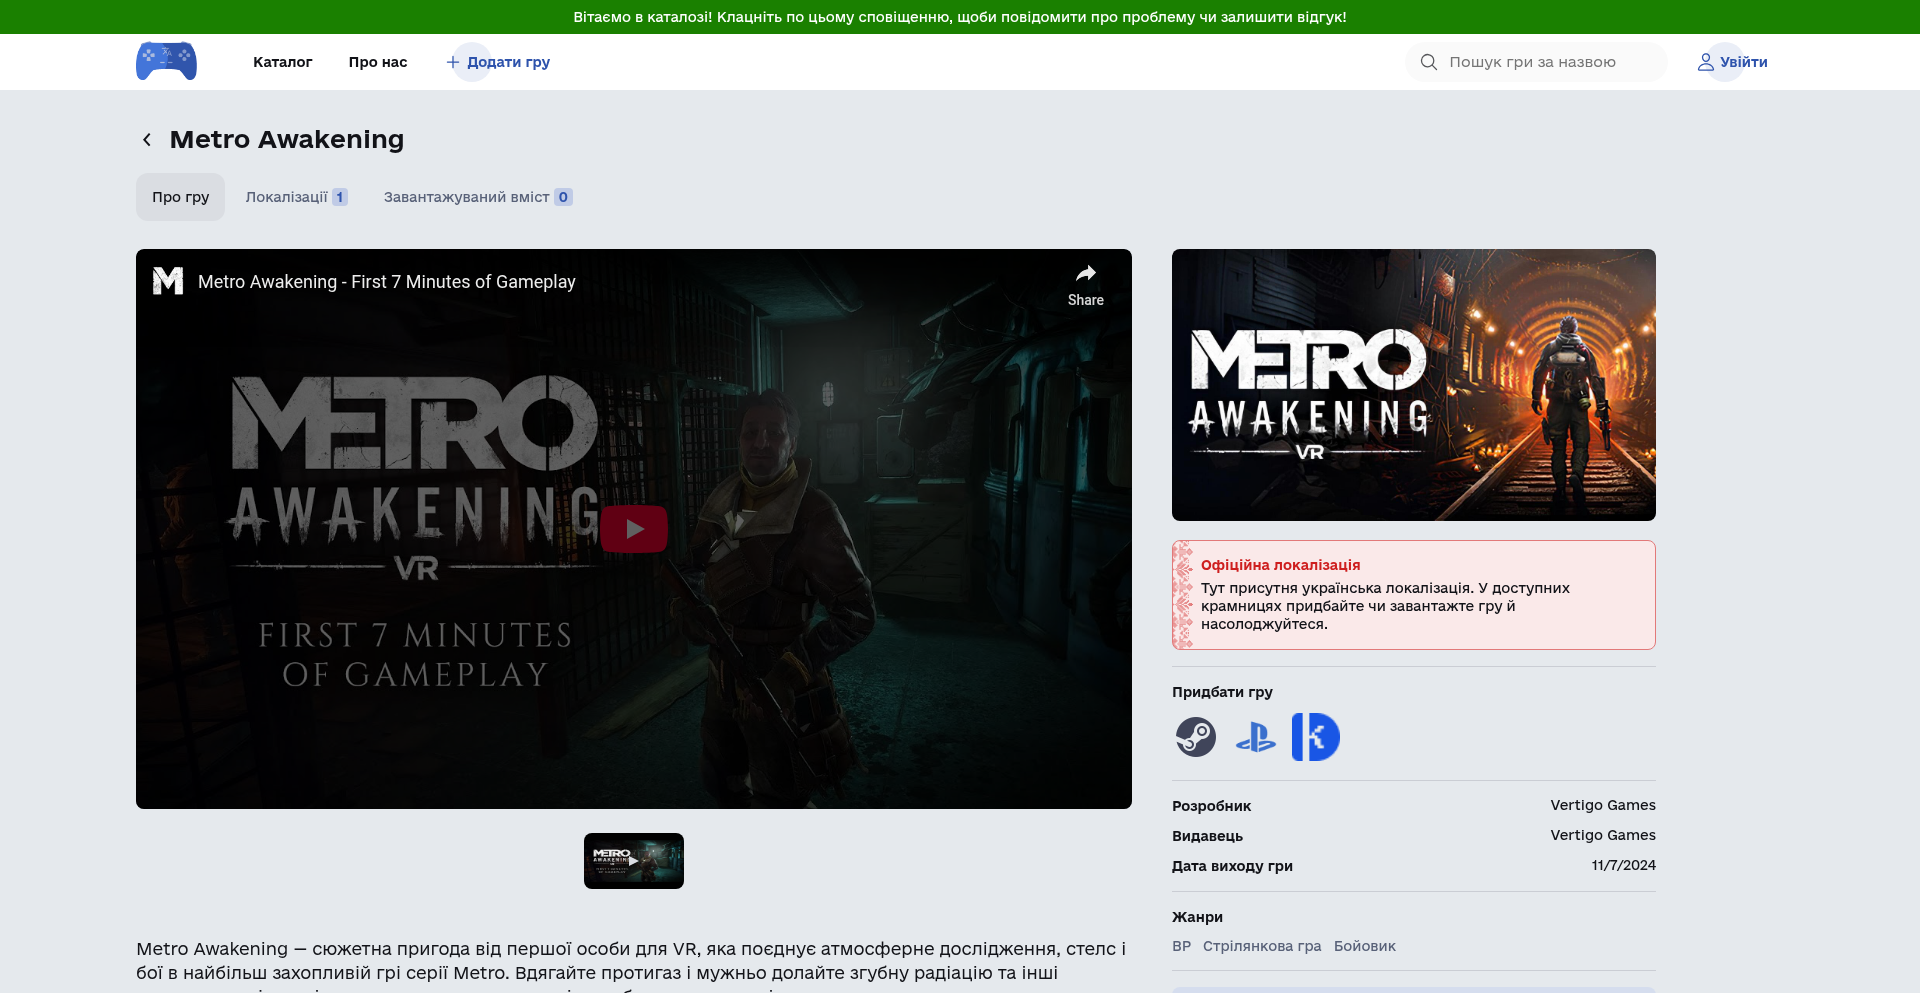 Вітаємо в каталозі! Клацніть по цьому сповіщенню, щоби повідомити про проблему чи залишити відгук!
Каталог
Про нас
Додати гру
Пошук гри за назвою
Увійти
Metro Awakening
Про гру
Локалізації 1
Завантажуваний вміст 0
Metro Awakening - First 7 Minutes of Gameplay
Share
METRO
AWAKENING
VR
FIRST 7 MINUTES
OF GAMEPLAY
METRO
AWAKENING
Metro Awakening — сюжетна пригода від першої особи для VR, яка поєднує атмосферне дослідження, стелс і
бої в найбільш захопливій грі серії Metro. Вдягайте протигаз і мужньо долайте згубну радіацію та інші
METRO
AWAKENING
VR
Офіційна локалізація
Тут присутня українська локалізація. У доступних
крамницях придбайте чи завантажте гру й
насолоджуйтеся.
Придбати гру
Розробник Vertigo Games
Видавець Vertigo Games
Дата виходу гри 11/7/2024
Жанри
ВР Стрілянкова гра Бойовик